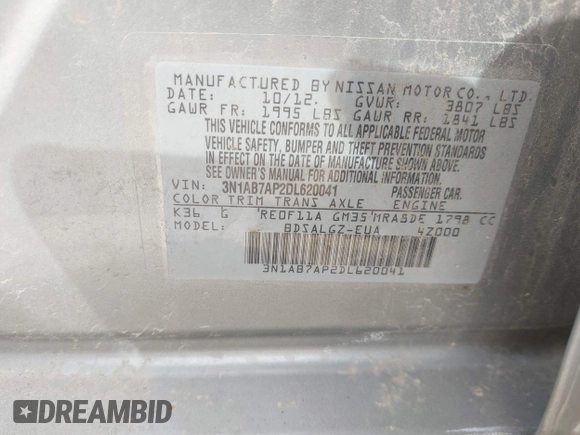 MANUFACTURED BY NISSAN MOTOR CO., LTD.
DATE: 10/12. GVWR: 3807 LBS
GAWR FR: 1995 LBS GAWR RR: 1841 LBS
THIS VEHICLE CONFORMS TO ALL APPLICABLE FEDERAL MOTOR
VEHICLE SAFETY, BUMPER AND THEFT PREVENTION STANDARDS
IN EFFECT ON THE DATE OF MANUFACTURE SHOWN ABOVE.
SEE OWNER'S MANUAL FOR ADDITIONAL INFORMATION.
VIN: 3N1AB7AP2DL620041 PASSENGER CAR.
COLOR TRIM TRANS AXLE ENGINE
K36 G RE0F11A GM35 MRA8DE 1798 CC
MODEL: BDSALGZ-EUA 4Z000
3N1AB7AP2DL620041
DREAMBID